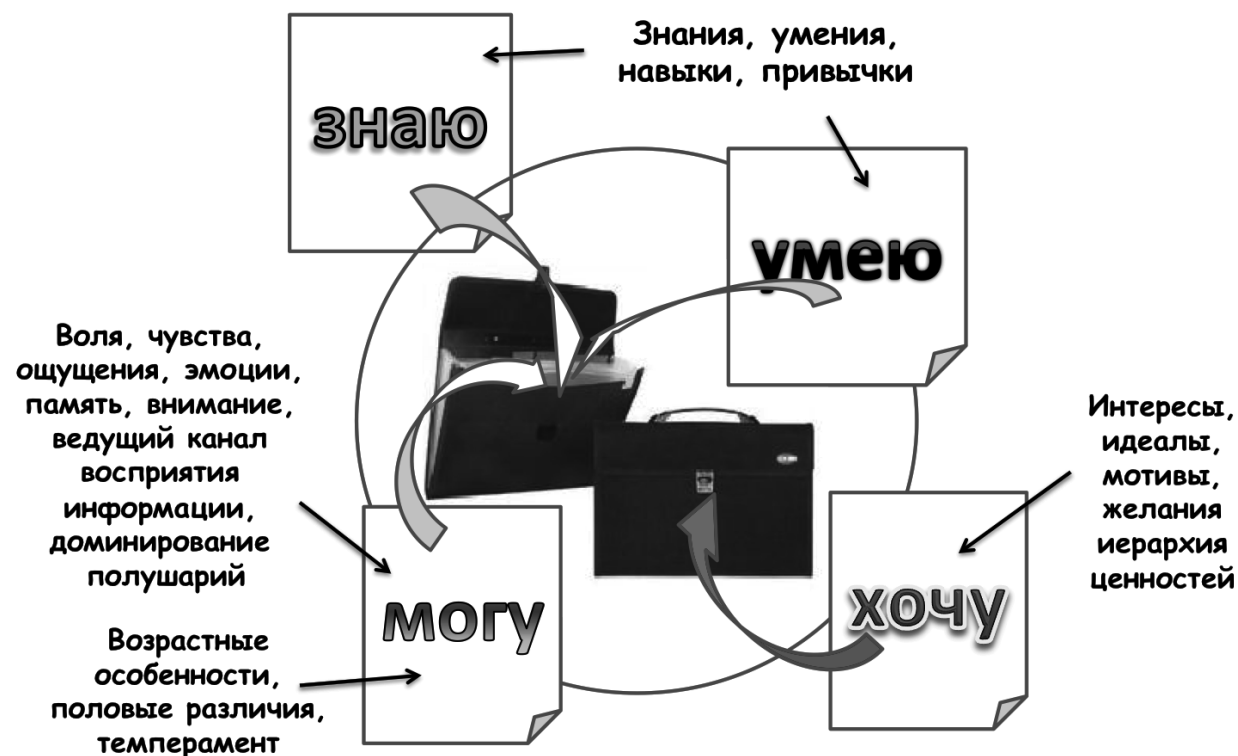 Знания, умения,
навыки, привычки
знаю
умею
Воля, чувства,
ощущения, эмоции,
память, внимание,
ведущий канал
восприятия
информации,
доминирование
полушарий
Интересы,
идеалы,
мотивы,
желания
иерархия
ценностей
могу
хочу
Возрастные
особенности,
половые различия,
темперамент